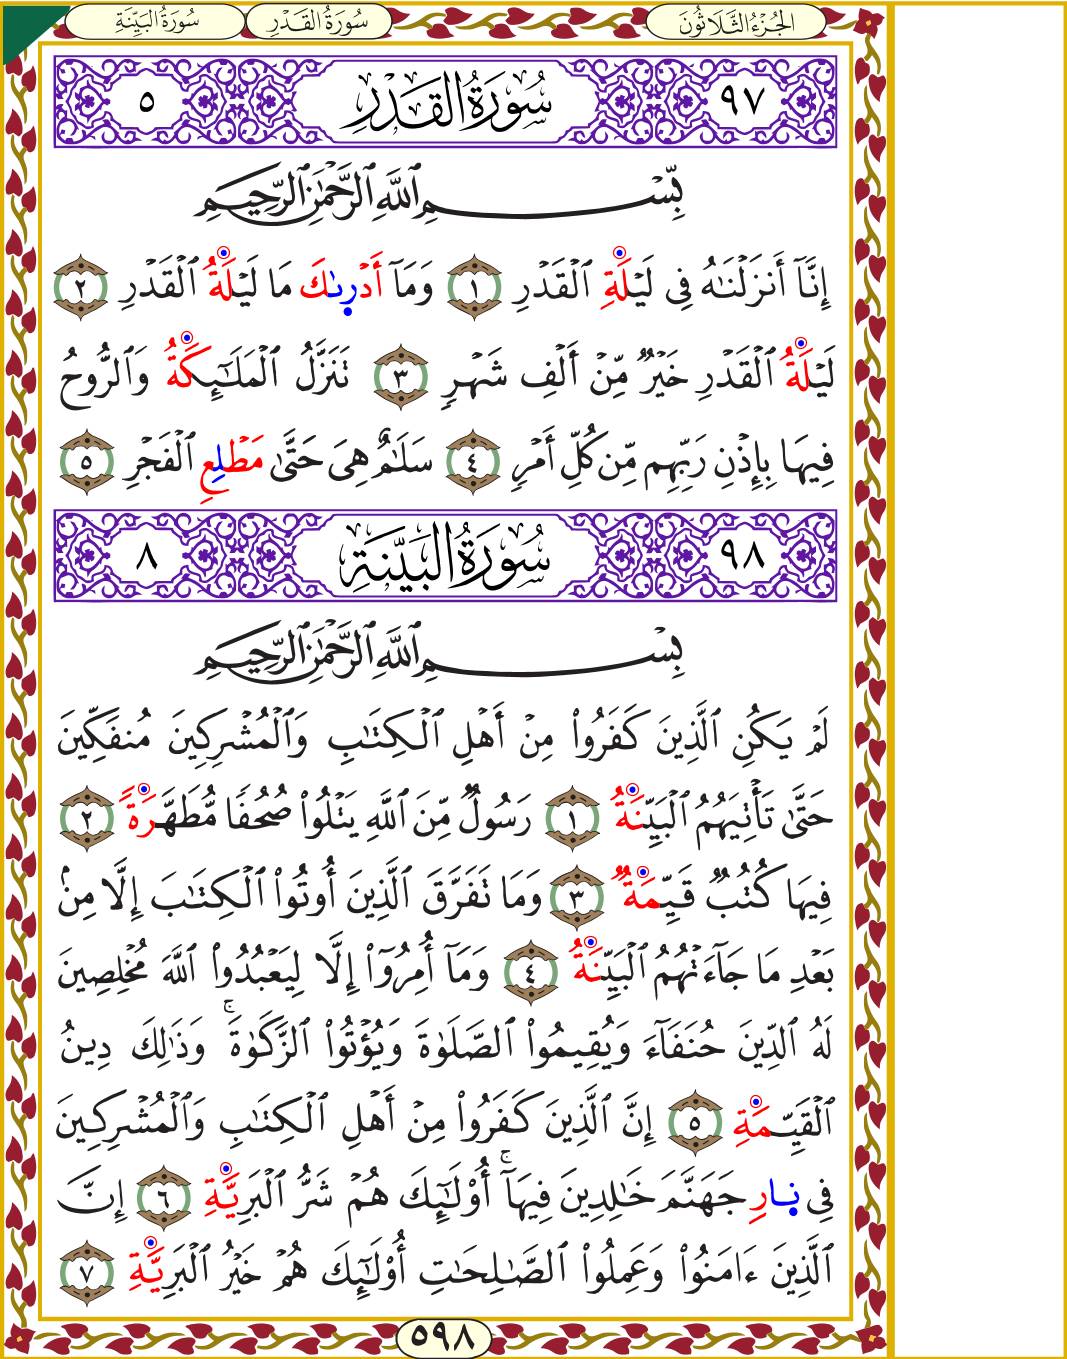 الجُزْءُ الثَّلَاثُونَ سُورَةُ القَدْرِ سُورَةُ البَيِّنَةِ
٩٧ سُورَةُ القَدْرِ ٥
بِّسْمِ ٱللَّهِ ٱلرَّحْمَٰنِ ٱلرَّحِيمِ
إِنَّآ أَنزَلْنَٰهُ فِى لَيْلَةِ ٱلْقَدْرِ ١ وَمَآ أَدْرىٰكَ مَا لَيْلَةُ ٱلْقَدْرِ ٢
لَيْلَةُ ٱلْقَدْرِ خَيْرٌ مِّنْ أَلْفِ شَهْرٍ ٣ تَنَزَّلُ ٱلْمَلَٰٓئِكَةُ وَٱلرُّوحُ
فِيهَا بِإِذْنِ رَبِّهِم مِّن كُلِّ أَمْرٍ ٤ سَلَٰمٌ هِىَ حَتَّىٰ مَطْلِعِ ٱلْفَجْرِ ٥
٩٨ سُورَةُ البَيِّنَةِ ٨
بِسْمِ ٱللَّهِ ٱلرَّحْمَٰنِ ٱلرَّحِيمِ
لَمْ يَكُنِ ٱلَّذِينَ كَفَرُوا۟ مِنْ أَهْلِ ٱلْكِتَٰبِ وَٱلْمُشْرِكِينَ مُنفَكِّينَ
حَتَّىٰ تَأْتِيَهُمُ ٱلْبَيِّنَةُ ١ رَسُولٌ مِّنَ ٱللَّهِ يَتْلُوا۟ صُحُفًا مُّطَهَّرَةً ٢
فِيهَا كُتُبٌ قَيِّمَةٌ ٣ وَمَا تَفَرَّقَ ٱلَّذِينَ أُوتُوا۟ ٱلْكِتَٰبَ إِلَّا مِنۢ
بَعْدِ مَا جَآءَتْهُمُ ٱلْبَيِّنَةُ ٤ وَمَآ أُمِرُوٓا۟ إِلَّا لِيَعْبُدُوا۟ ٱللَّهَ مُخْلِصِينَ
لَهُ ٱلدِّينَ حُنَفَآءَ وَيُقِيمُوا۟ ٱلصَّلَوٰةَ وَيُؤْتُوا۟ ٱلزَّكَوٰةَ ۚ وَذَٰلِكَ دِينُ
ٱلْقَيِّمَةِ ٥ إِنَّ ٱلَّذِينَ كَفَرُوا۟ مِنْ أَهْلِ ٱلْكِتَٰبِ وَٱلْمُشْرِكِينَ
فِى نِارِ جَهَنَّمَ خَٰلِدِينَ فِيهَآ ۚ أُو۟لَٰٓئِكَ هُمْ شَرُّ ٱلْبَرِيَّةِ ٦ إِنَّ
ٱلَّذِينَ ءَامَنُوا۟ وَعَمِلُوا۟ ٱلصَّٰلِحَٰتِ أُو۟لَٰٓئِكَ هُمْ خَيْرُ ٱلْبَرِيَّةِ ٧
٥٩٨